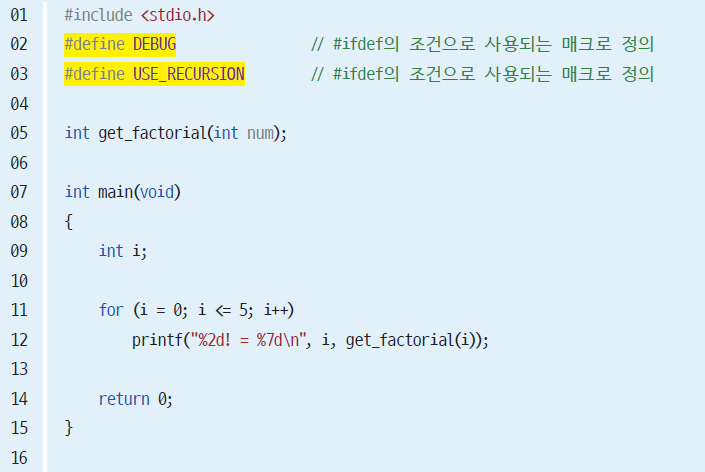 01 #include <stdio.h>
02 #define DEBUG // #ifdef의 조건으로 사용되는 매크로 정의
03 #define USE_RECURSION // #ifdef의 조건으로 사용되는 매크로 정의
04
05 int get_factorial(int num);
06
07 int main(void)
08 {
09 int i;
10
11 for (i = 0; i <= 5; i++)
12 printf("%2d! = %7d\n", i, get_factorial(i));
13
14 return 0;
15 }
16